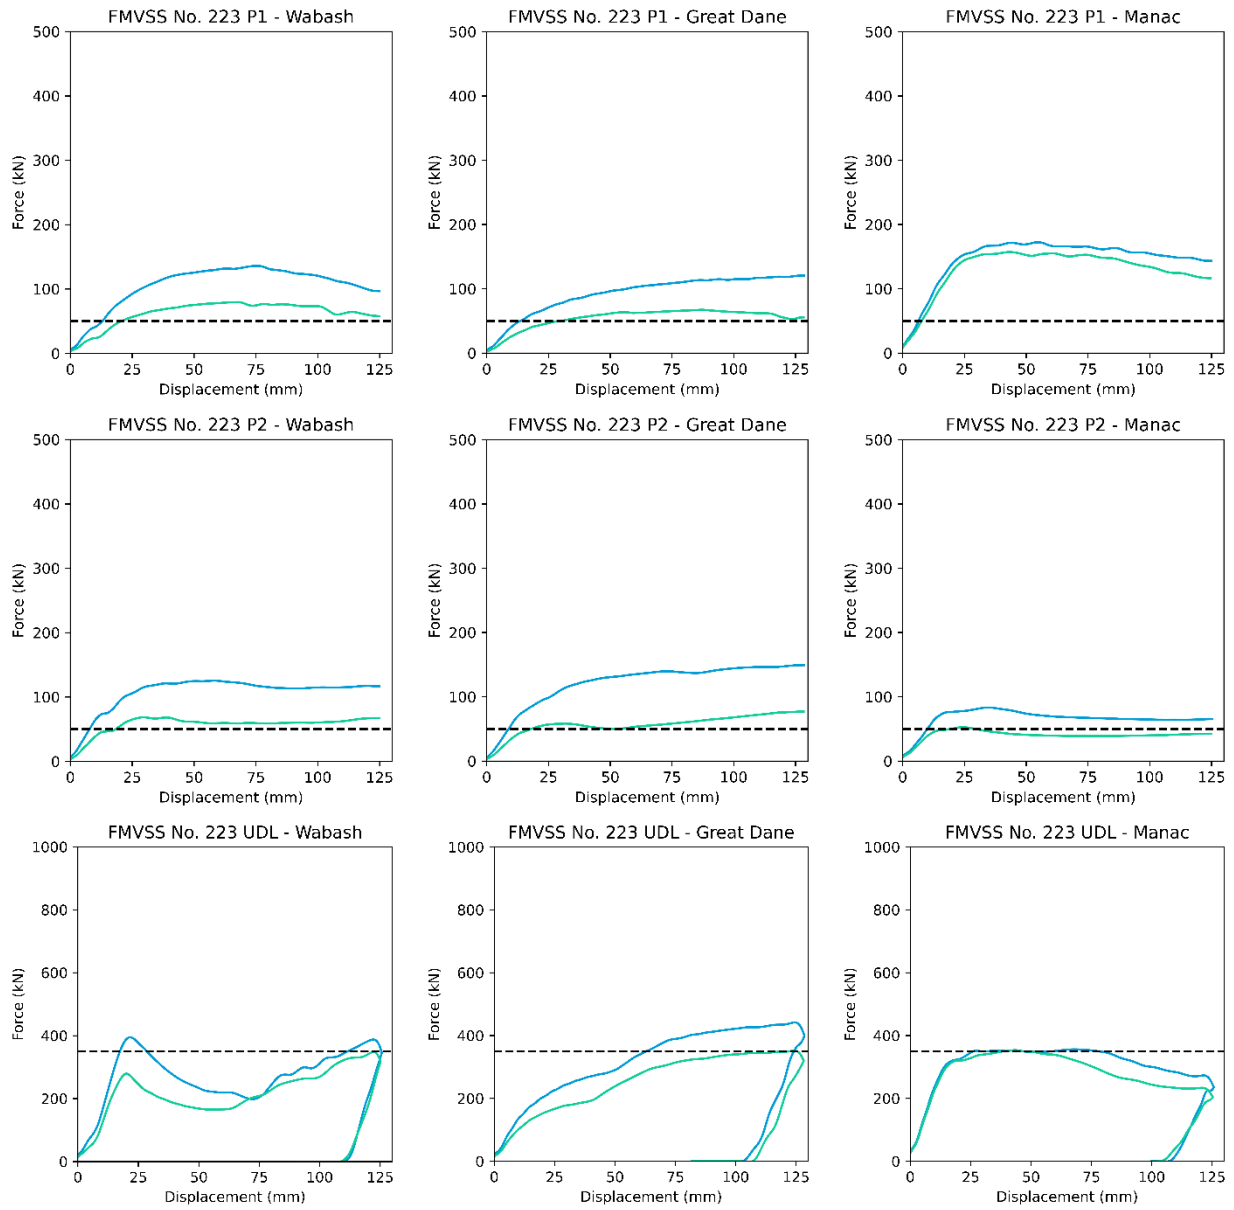 FMVSS No. 223 P1 - Wabash
500
400
300
200
100
0
Force (kN)
0 25 50 75 100 125
Displacement (mm)
FMVSS No. 223 P1 - Great Dane
500
400
300
200
100
0
Force (kN)
0 25 50 75 100 125
Displacement (mm)
FMVSS No. 223 P1 - Manac
500
400
300
200
100
0
Force (kN)
0 25 50 75 100 125
Displacement (mm)
FMVSS No. 223 P2 - Wabash
500
400
300
200
100
0
Force (kN)
0 25 50 75 100 125
Displacement (mm)
FMVSS No. 223 P2 - Great Dane
500
400
300
200
100
0
Force (kN)
0 25 50 75 100 125
Displacement (mm)
FMVSS No. 223 P2 - Manac
500
400
300
200
100
0
Force (kN)
0 25 50 75 100 125
Displacement (mm)
FMVSS No. 223 UDL - Wabash
1000
800
600
400
200
0
Force (kN)
0 25 50 75 100 125
Displacement (mm)
FMVSS No. 223 UDL - Great Dane
1000
800
600
400
200
0
Force (kN)
0 25 50 75 100 125
Displacement (mm)
FMVSS No. 223 UDL - Manac
1000
800
600
400
200
0
Force (kN)
0 25 50 75 100 125
Displacement (mm)